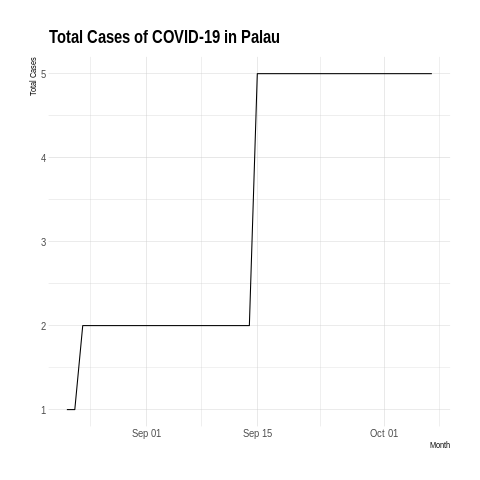 Total Cases of COVID-19 in Palau
Total Cases
5
4
3
2
1
Sep 01 Sep 15 Oct 01
Month